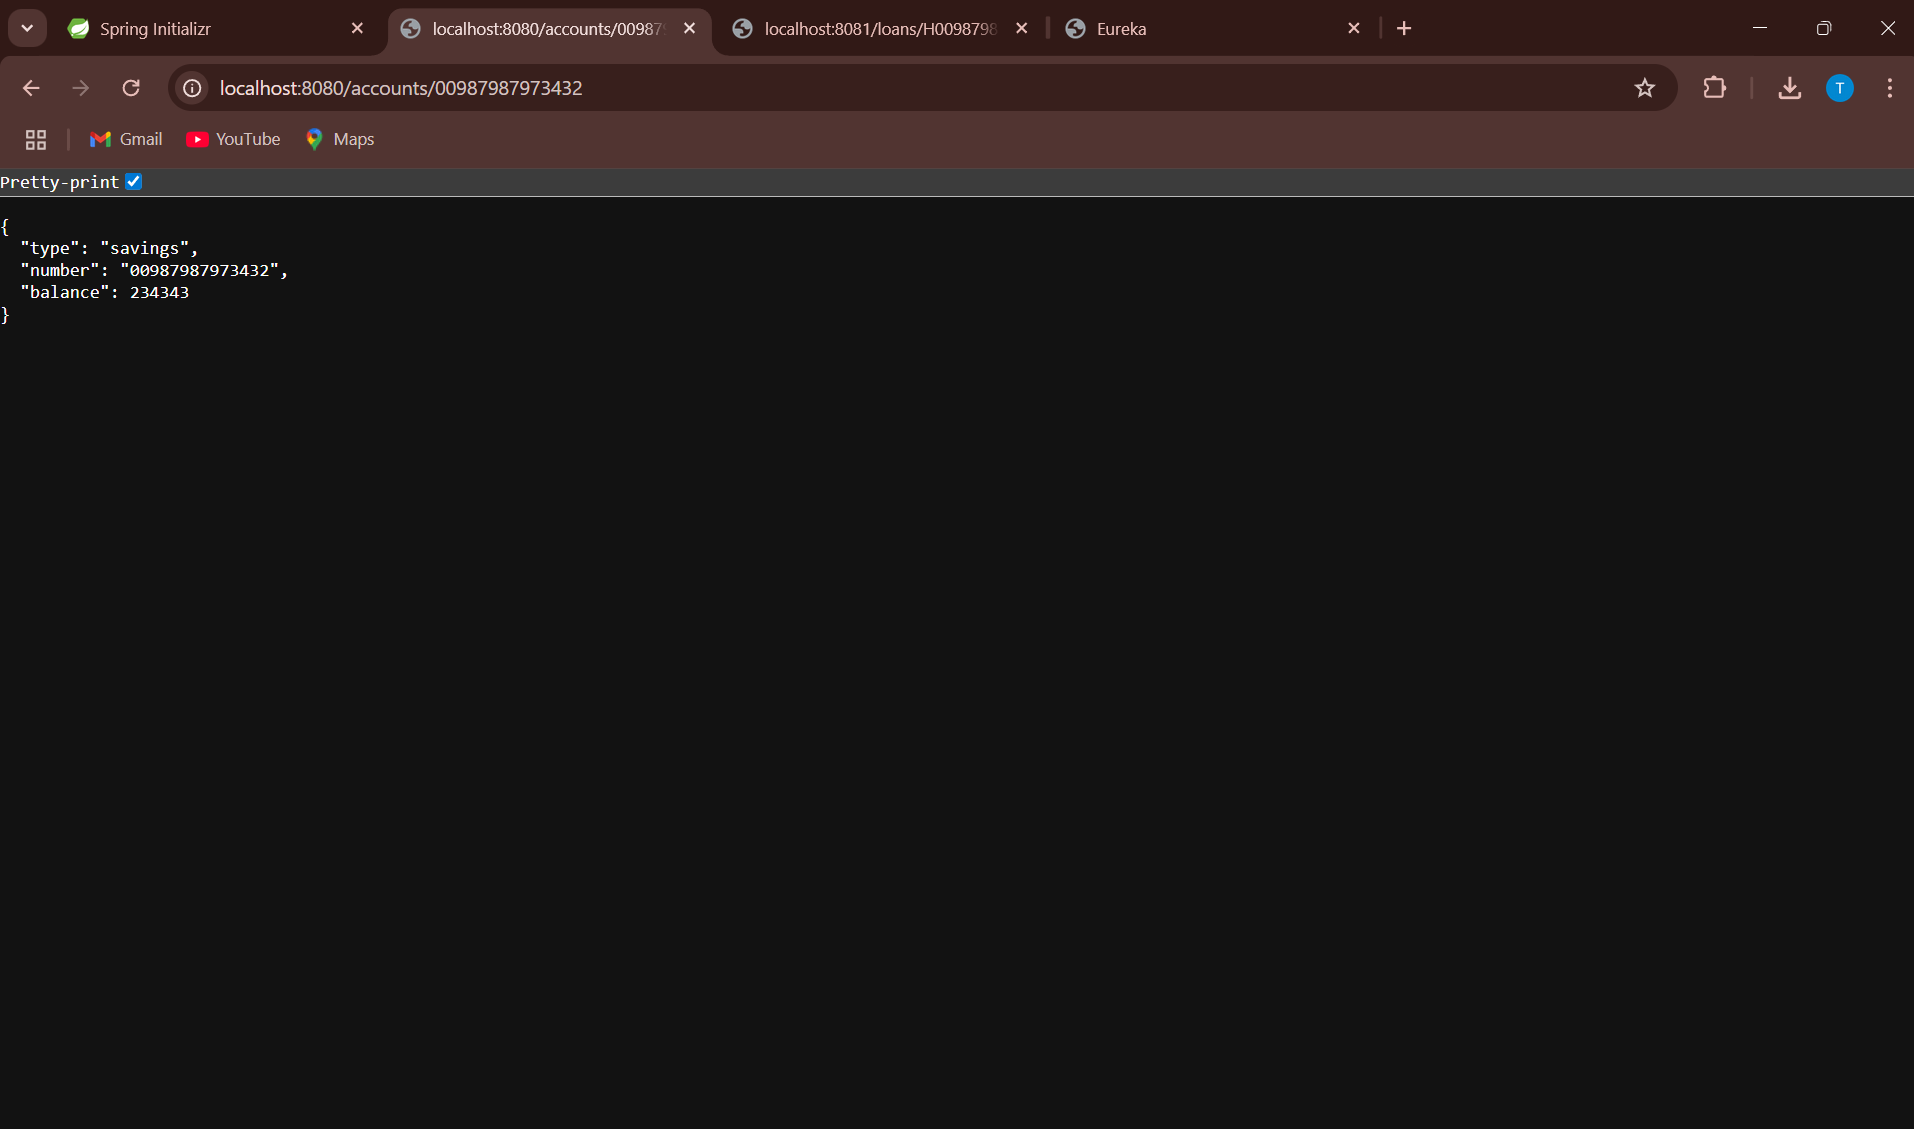 Spring Initializr
localhost:8080/accounts/00987
localhost:8081/loans/H0098798
Eureka
localhost:8080/accounts/00987987973432
T
Gmail
YouTube
Maps
Pretty-print
{
"type": "savings",
"number": "00987987973432",
"balance": 234343
}